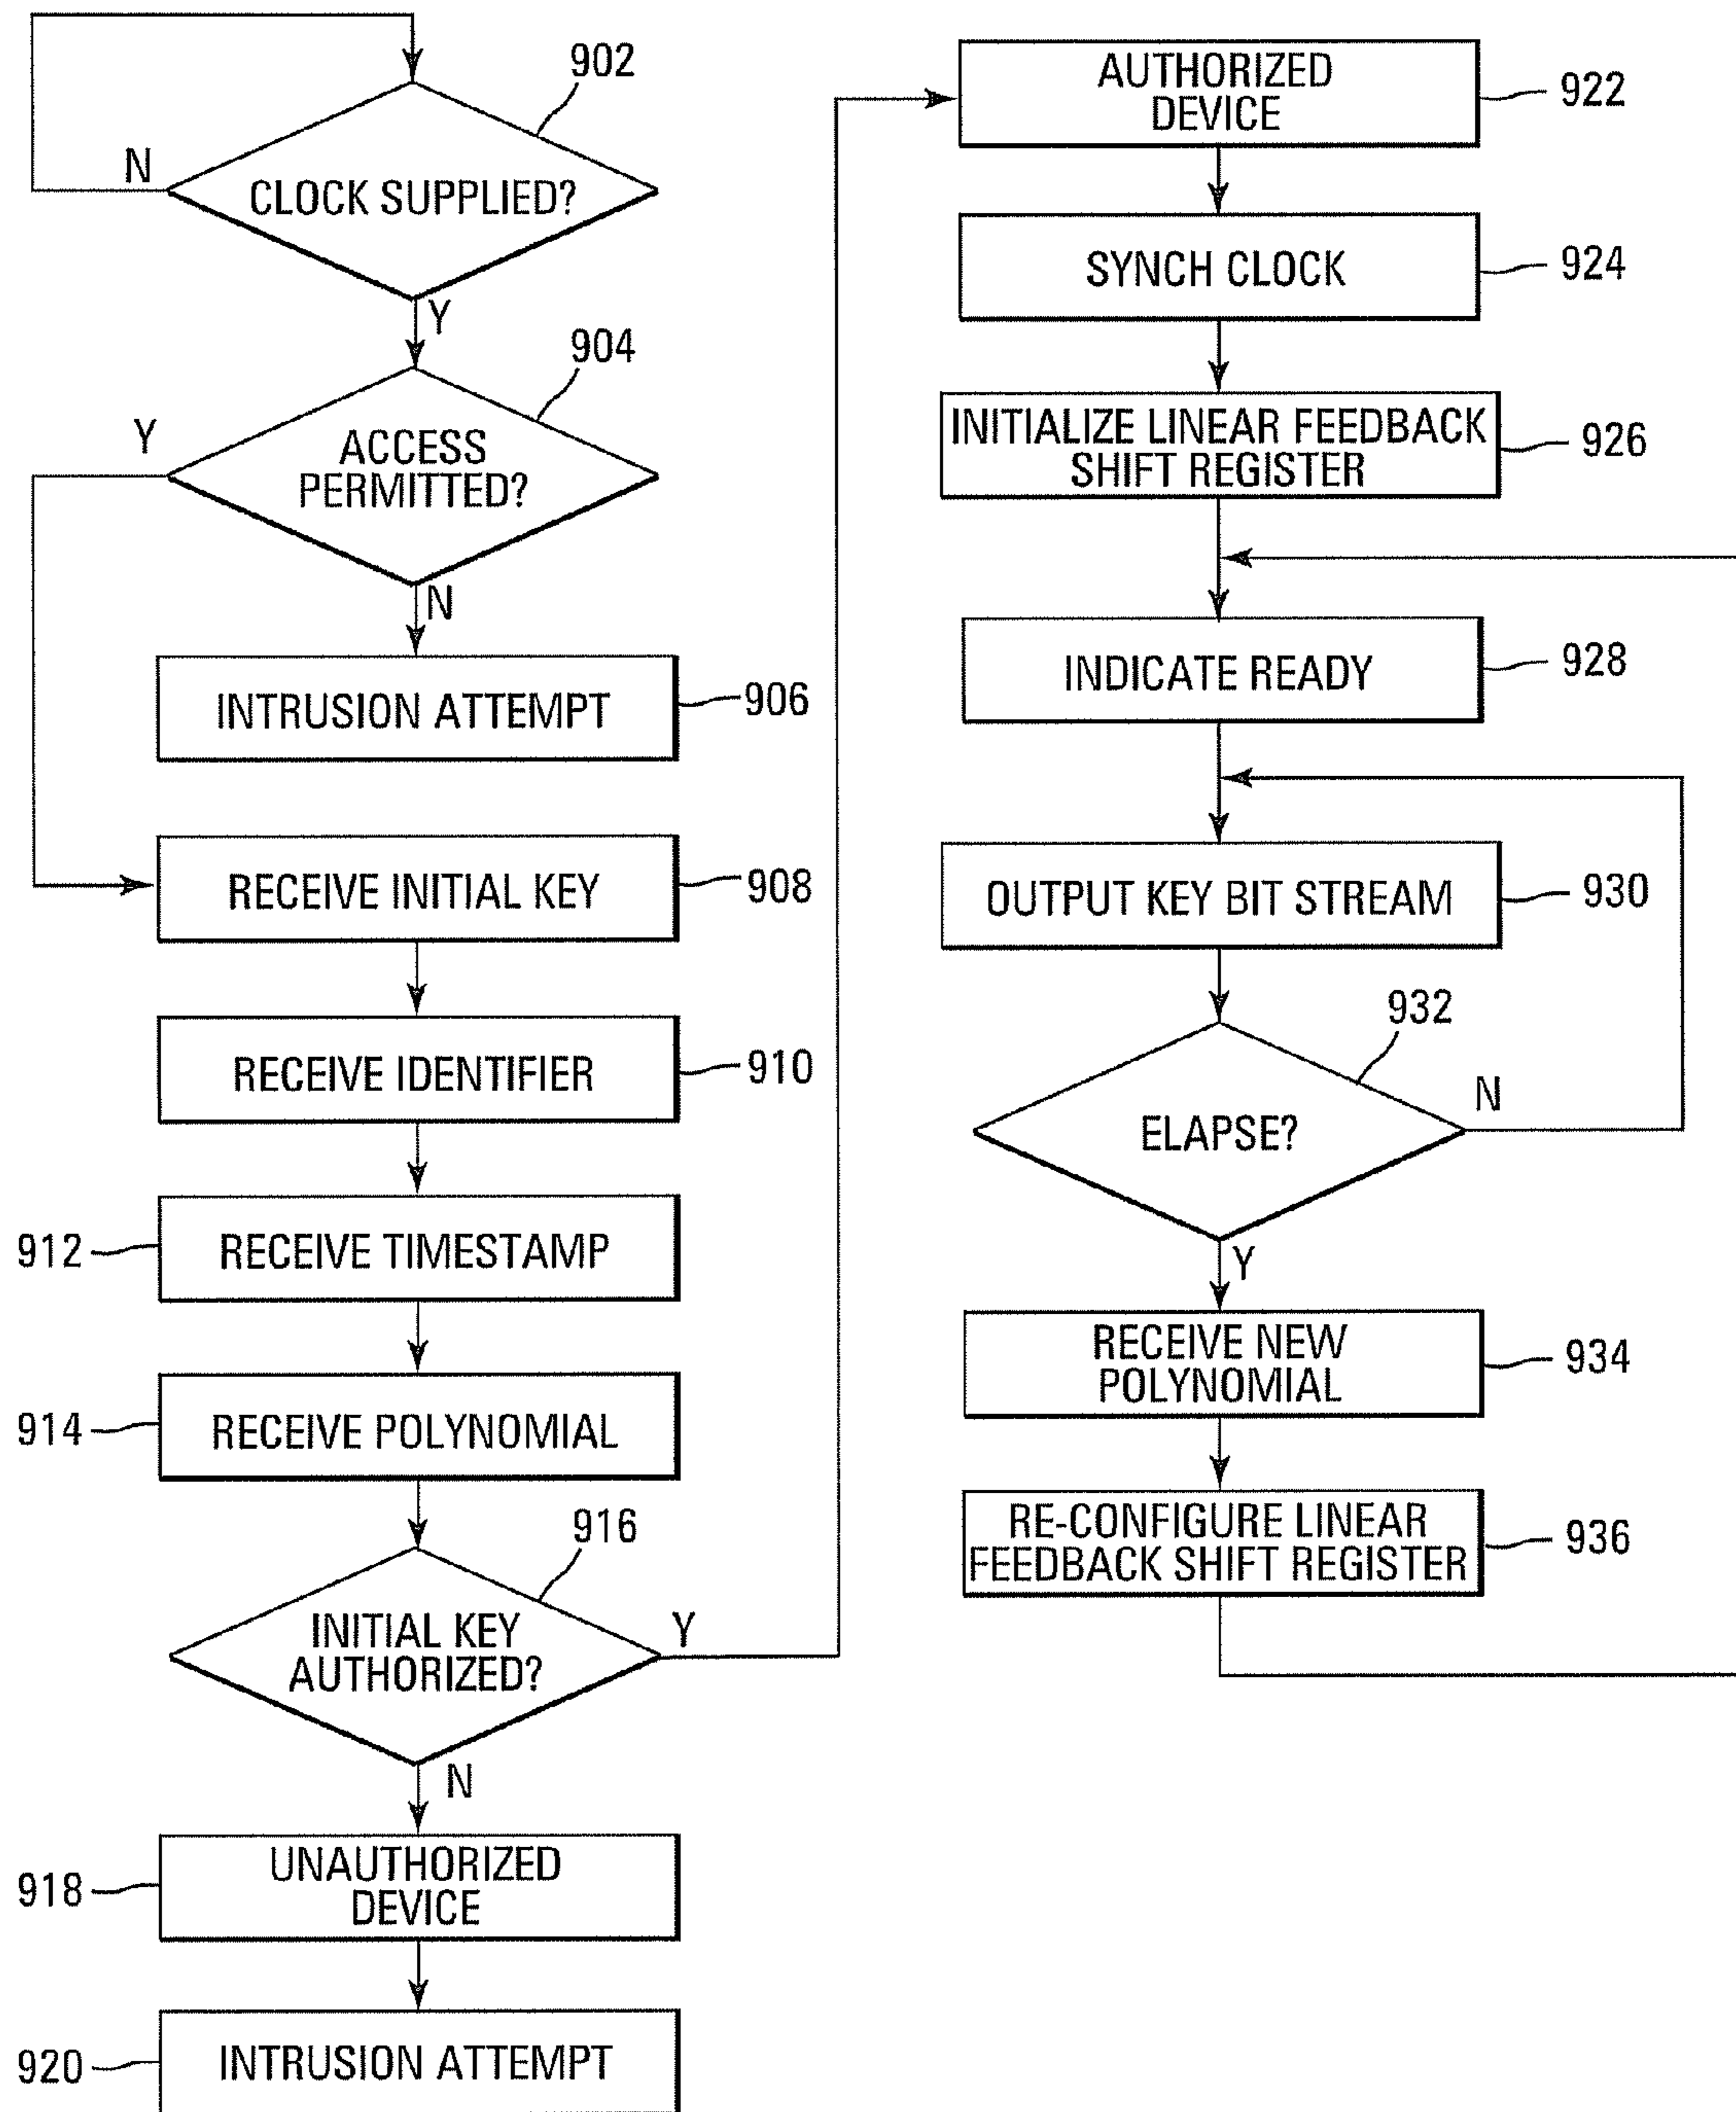 902
N
CLOCK SUPPLIED?
Y
904
Y
ACCESS
PERMITTED?
N
INTRUSION ATTEMPT
906
RECEIVE INITIAL KEY
908
RECEIVE IDENTIFIER
910
912
RECEIVE TIMESTAMP
914
RECEIVE POLYNOMIAL
916
INITIAL KEY
AUTHORIZED?
Y
N
918
UNAUTHORIZED
DEVICE
920
INTRUSION ATTEMPT
AUTHORIZED
DEVICE
922
SYNCH CLOCK
924
INITIALIZE LINEAR FEEDBACK
SHIFT REGISTER
926
INDICATE READY
928
OUTPUT KEY BIT STREAM
930
932
ELAPSE?
N
Y
RECEIVE NEW
POLYNOMIAL
934
RE-CONFIGURE LINEAR
FEEDBACK SHIFT REGISTER
936